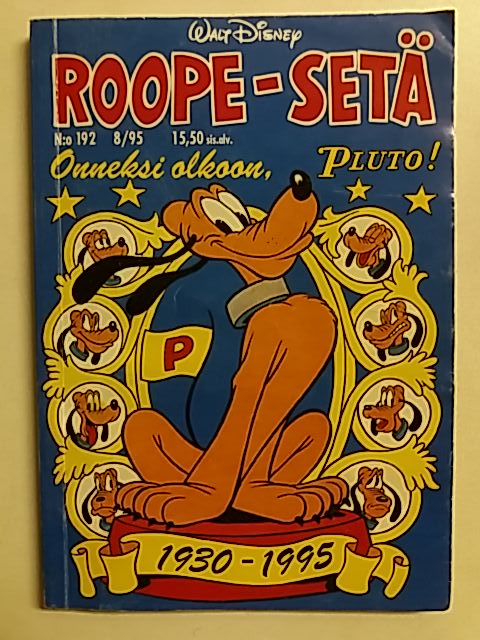 WALT DISNEY
ROOPE-SETÄ
N:o 192 8/95 15,50 sis.alv.
Onneksi olkoon, PLUTO!
P
1930-1995